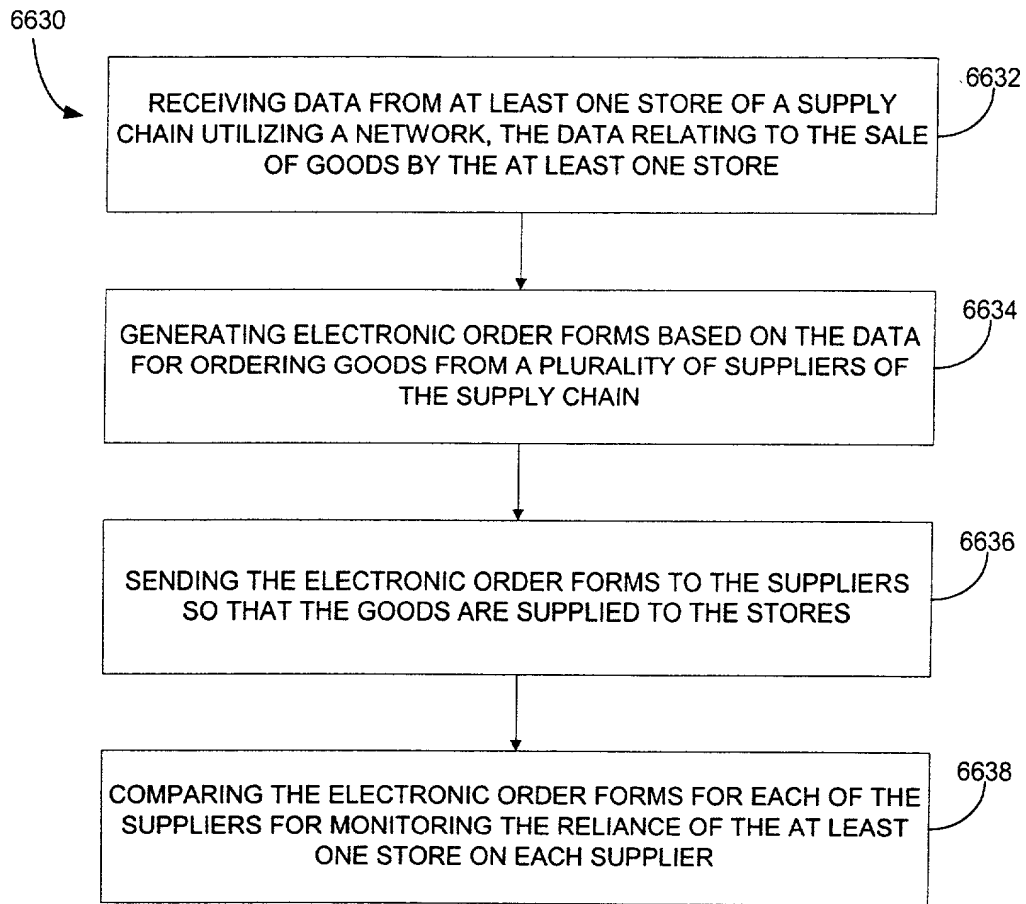 6630
6632
RECEIVING DATA FROM AT LEAST ONE STORE OF A SUPPLY
CHAIN UTILIZING A NETWORK, THE DATA RELATING TO THE SALE
OF GOODS BY THE AT LEAST ONE STORE
6634
GENERATING ELECTRONIC ORDER FORMS BASED ON THE DATA
FOR ORDERING GOODS FROM A PLURALITY OF SUPPLIERS OF
THE SUPPLY CHAIN
6636
SENDING THE ELECTRONIC ORDER FORMS TO THE SUPPLIERS
SO THAT THE GOODS ARE SUPPLIED TO THE STORES
6638
COMPARING THE ELECTRONIC ORDER FORMS FOR EACH OF THE
SUPPLIERS FOR MONITORING THE RELIANCE OF THE AT LEAST
ONE STORE ON EACH SUPPLIER